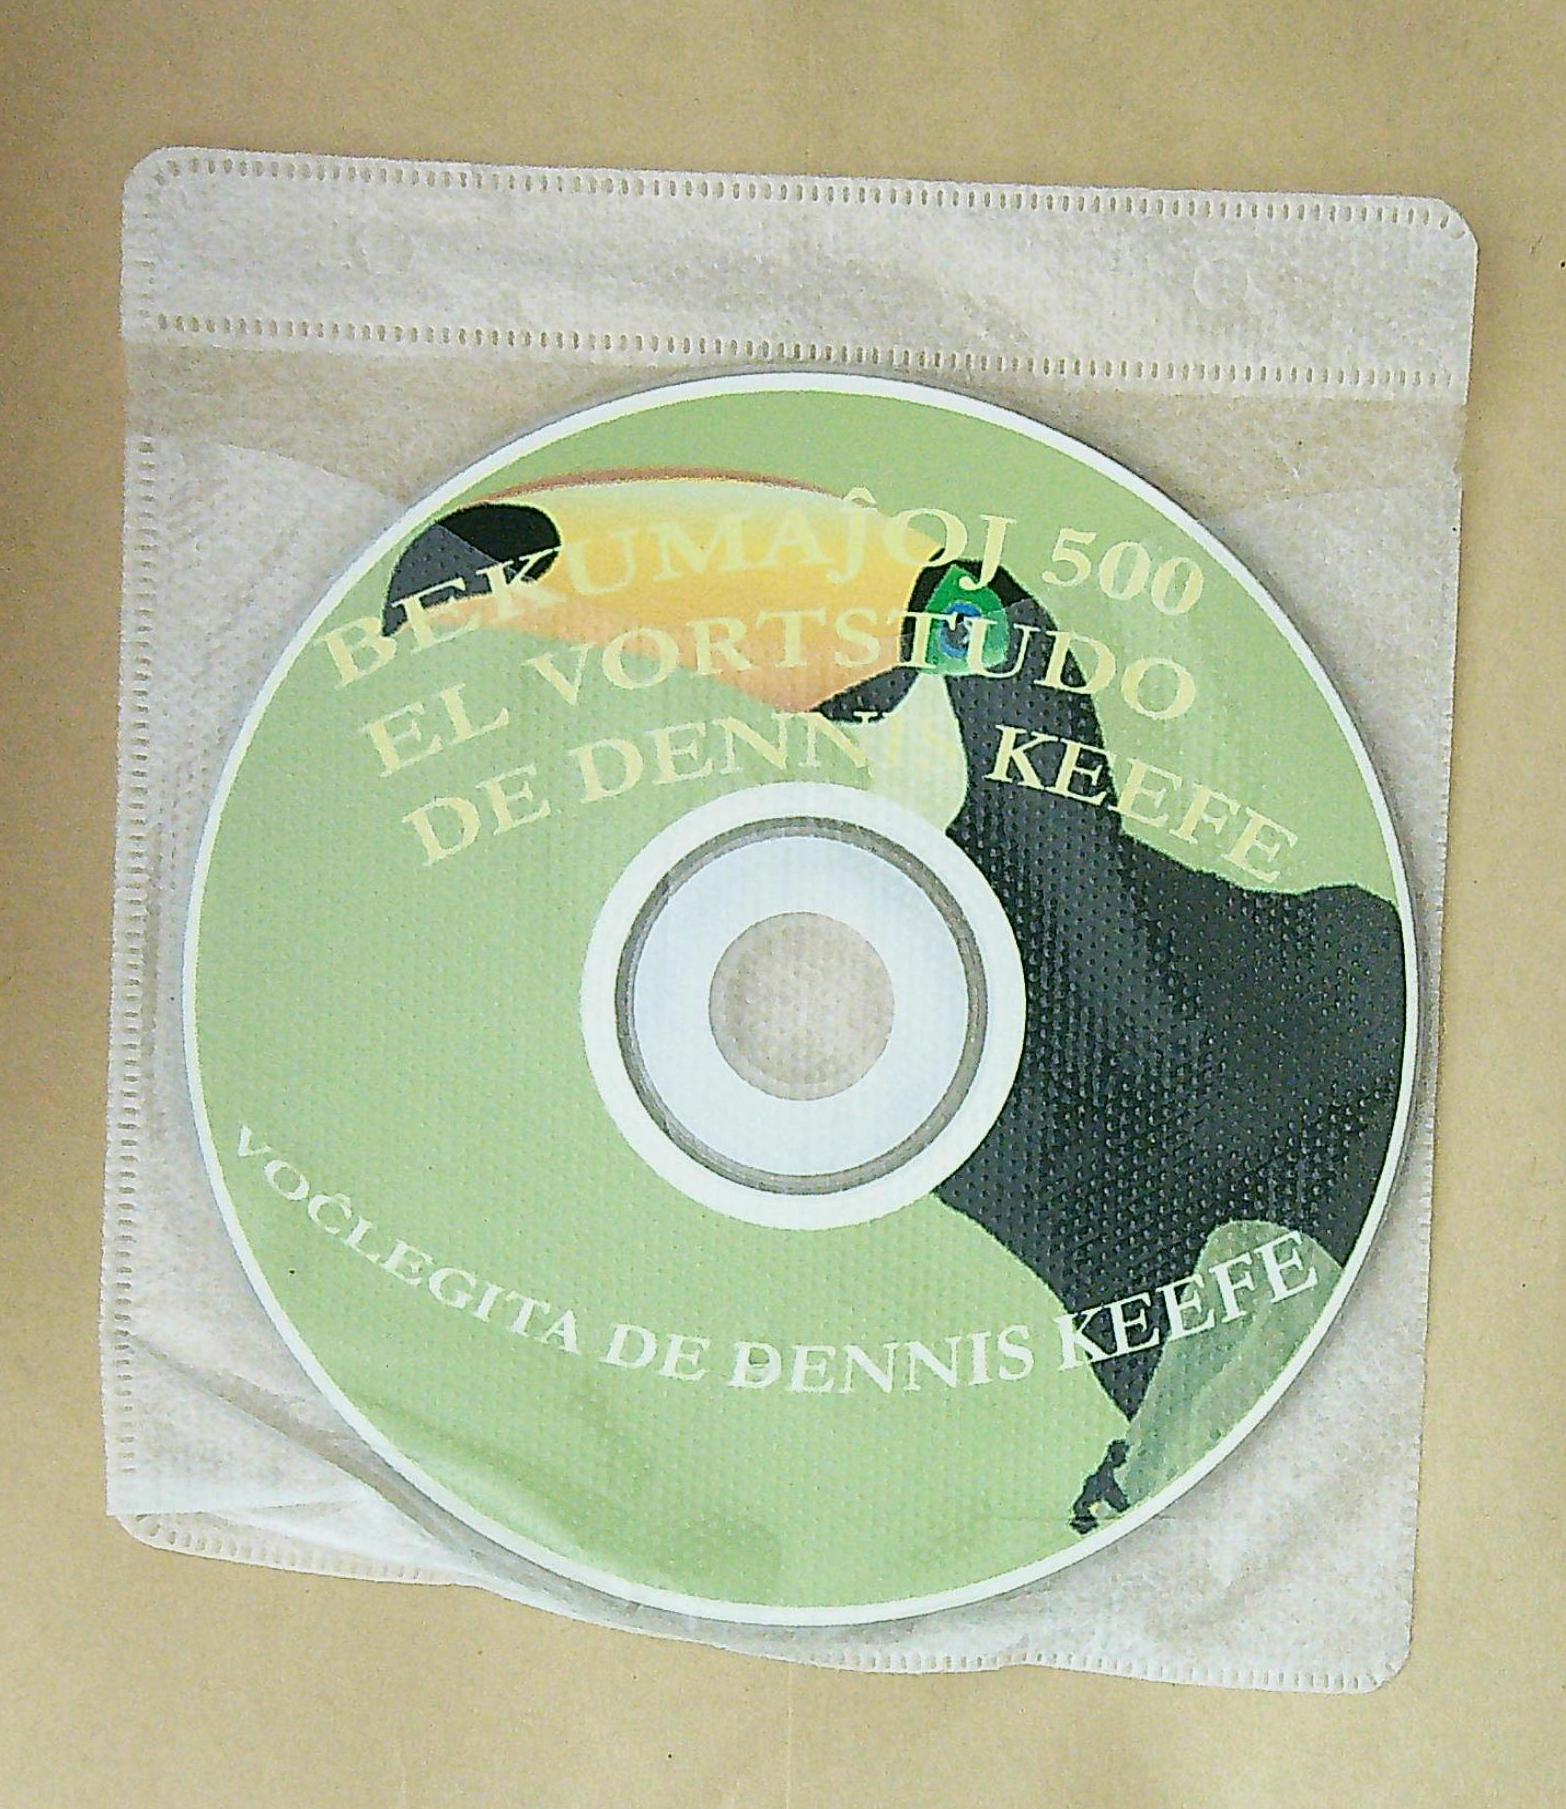 BEKUMAĴOJ 500
EL VORTSTUDO
DE DENNIS KEEFE
VOĈLEGITA DE DENNIS KEEFE